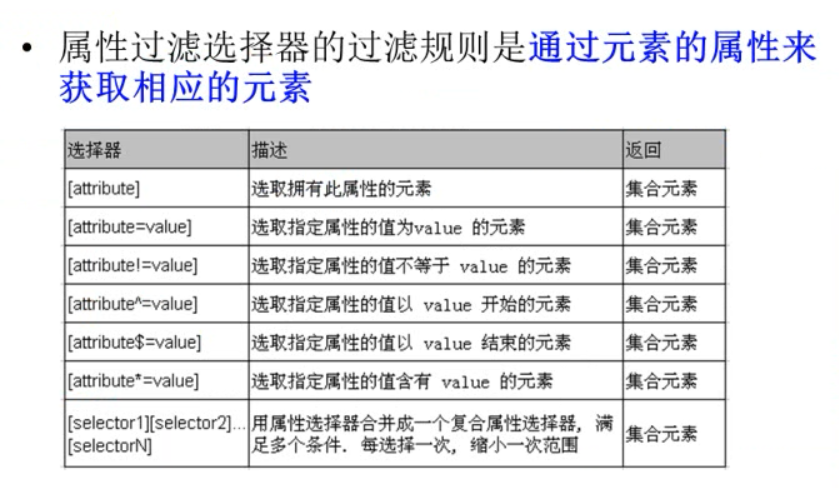 • 属性过滤选择器的过滤规则是通过元素的属性来
获取相应的元素
选择器 描述 返回
[attribute] 选取拥有此属性的元素 集合元素
[attribute=value] 选取指定属性的值为value 的元素 集合元素
[attribute!=value] 选取指定属性的值不等于 value 的元素 集合元素
[attribute^=value] 选取指定属性的值以 value 开始的元素 集合元素
[attribute$=value] 选取指定属性的值以 value 结束的元素 集合元素
[attribute*=value] 选取指定属性的值含有 value 的元素 集合元素
[selector1][selector2]... 用属性选择器合并成一个复合属性选择器, 满 集合元素
[selectorN] 足多个条件. 每选择一次, 缩小一次范围